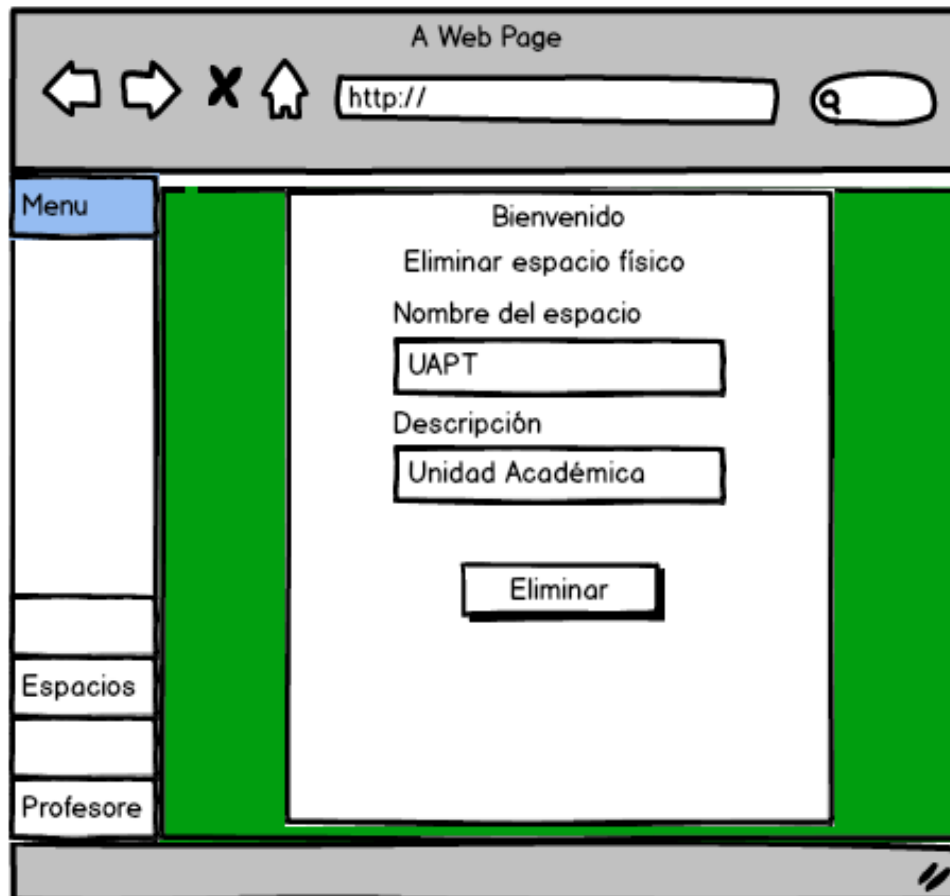 A Web Page
http://
Menu
Bienvenido
Eliminar espacio físico
Nombre del espacio
UAPT
Descripción
Unidad Académica
Eliminar
Espacios
Profesore